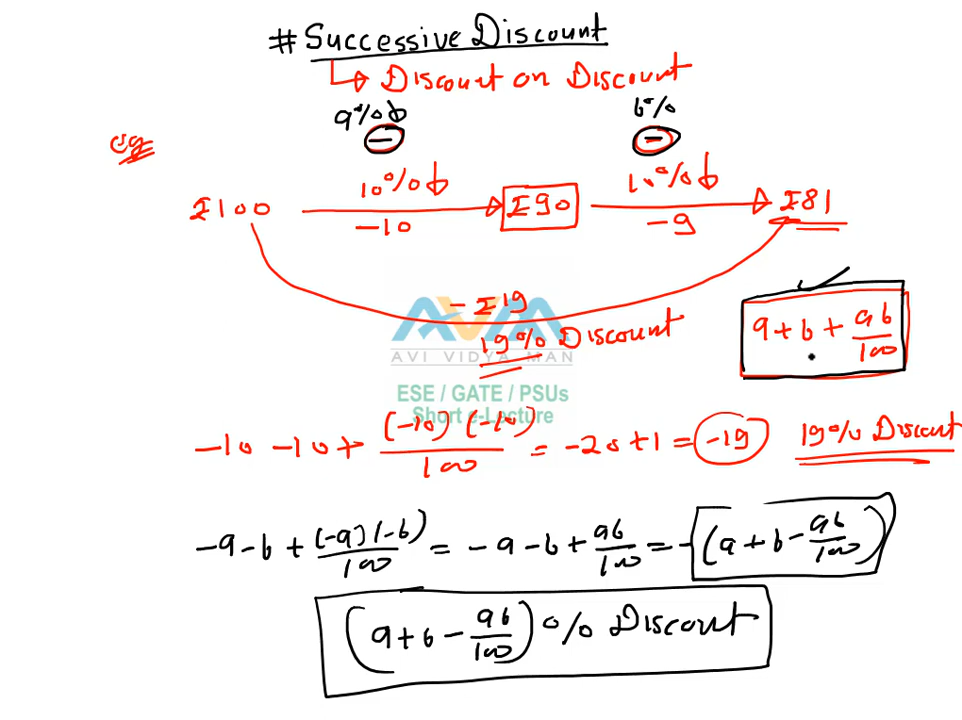 # Successive Discount
↳ Discount on Discount
a%↓ b%
eg − −
10%↓ 10%↓
₹100 → ₹90 → ₹81
-10 -9
-₹19
19% Discount
a+b+ab/100
AVI VIDYA MAN
ESE / GATE / PSUs
Short e-Lecture
-10 -10+ (-10)(-10)/100 = -20+1 = -19 19% Discount
-a-b+ (-a)(-b)/100 = -a-b+ab/100 = -(a+b-ab/100)
(a+b-ab/100)% Discount